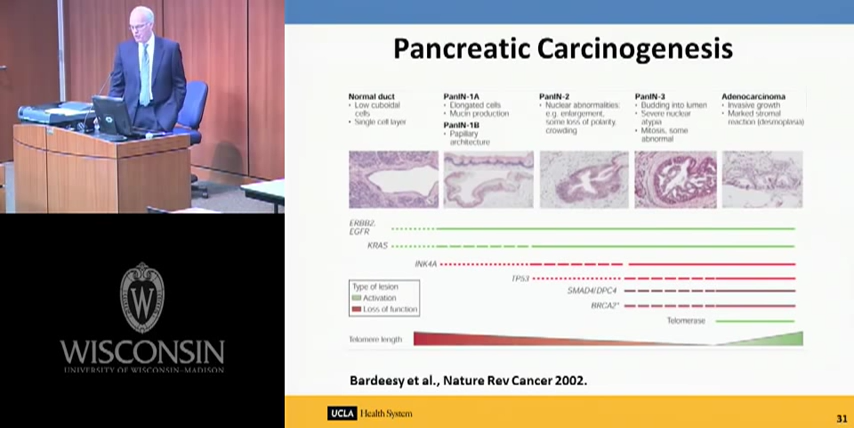 Pancreatic Carcinogenesis
Normal duct
• Low cuboidal
cells
• Single cell layer
PanIN-1A
• Elongated cells
• Mucin production
PanIN-1B
• Papillary
architecture
PanIN-2
• Nuclear abnormalities:
e.g. enlargement,
some loss of polarity,
crowding
PanIN-3
• Budding into lumen
• Severe nuclear
atypia
• Mitosis, some
abnormal
Adenocarcinoma
• Invasive growth
• Marked stromal
reaction (desmoplasia)
ERBB2,
EGFR
KRAS
INK4A
TP53
SMAD4/DPC4
BRCA2*
Telomerase
Type of lesion
Activation
Loss of function
Telomere length
Bardeesy et al., Nature Rev Cancer 2002.
UCLA Health System
31
W
WISCONSIN
UNIVERSITY OF WISCONSIN–MADISON